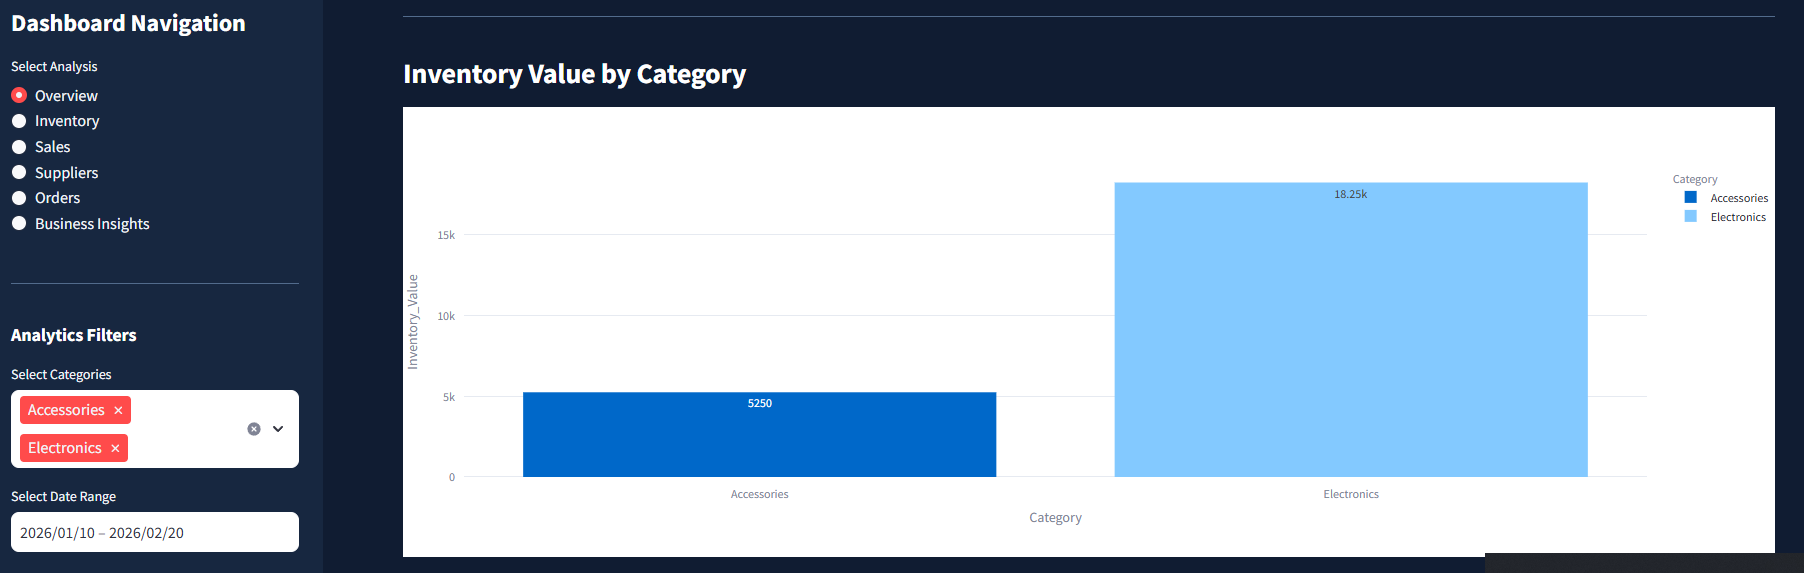 Dashboard Navigation
Select Analysis
Overview
Inventory
Sales
Suppliers
Orders
Business Insights
Analytics Filters
Select Categories
Accessories ×
Electronics ×
Select Date Range
2026/01/10 – 2026/02/20
Inventory Value by Category
Inventory_Value
15k
10k
5k
0
5250
18.25k
Accessories
Electronics
Category
Category
Accessories
Electronics